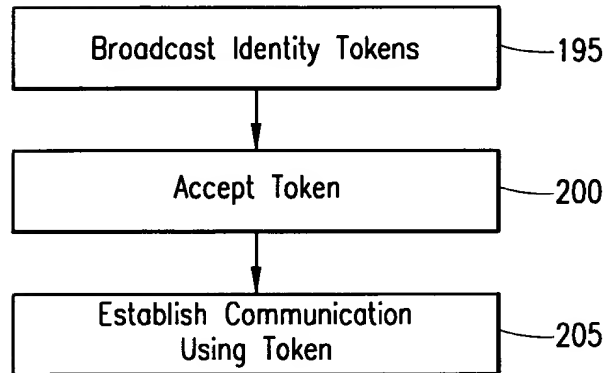 Broadcast Identity Tokens 195
Accept Token 200
Establish Communication
Using Token 205